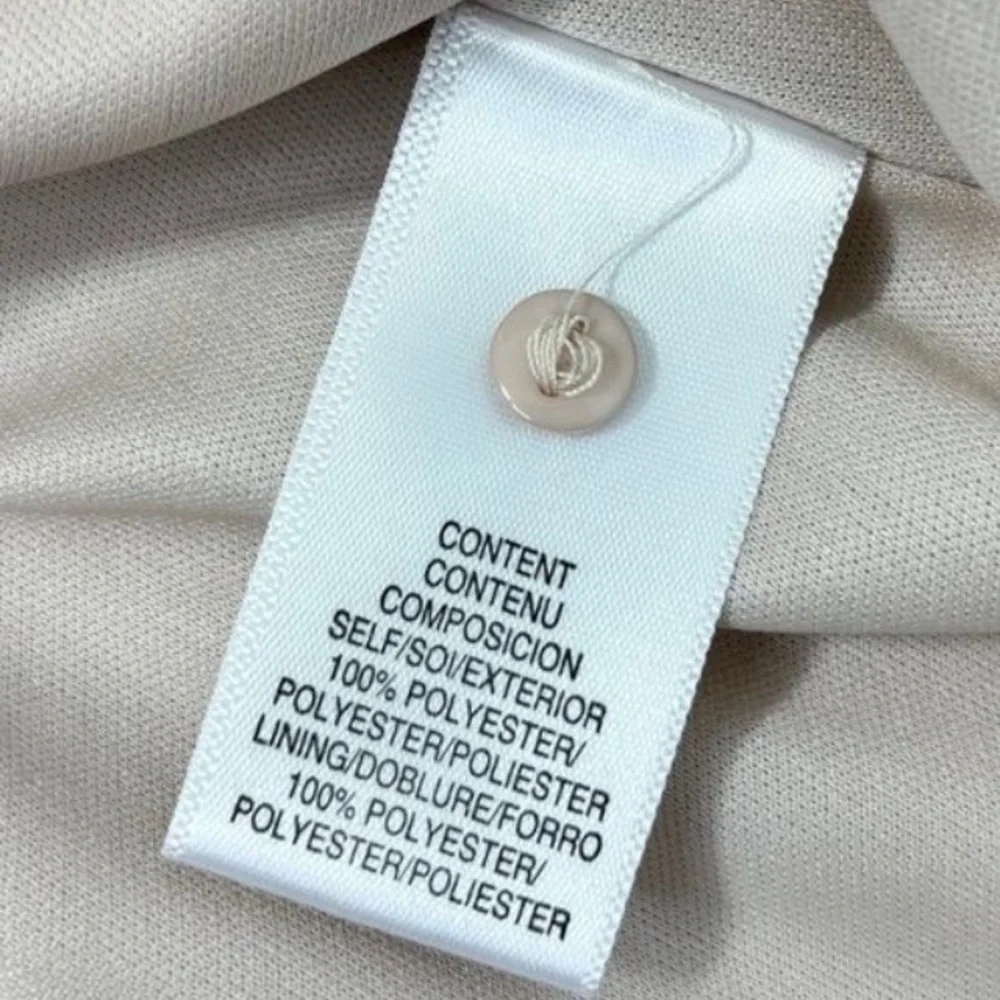 CONTENT
CONTENU
COMPOSICION
SELF/SOI/EXTERIOR
100% POLYESTER/
POLYESTER/POLIESTER
LINING/DOBLURE/FORRO
100% POLYESTER/
POLYESTER/POLIESTER